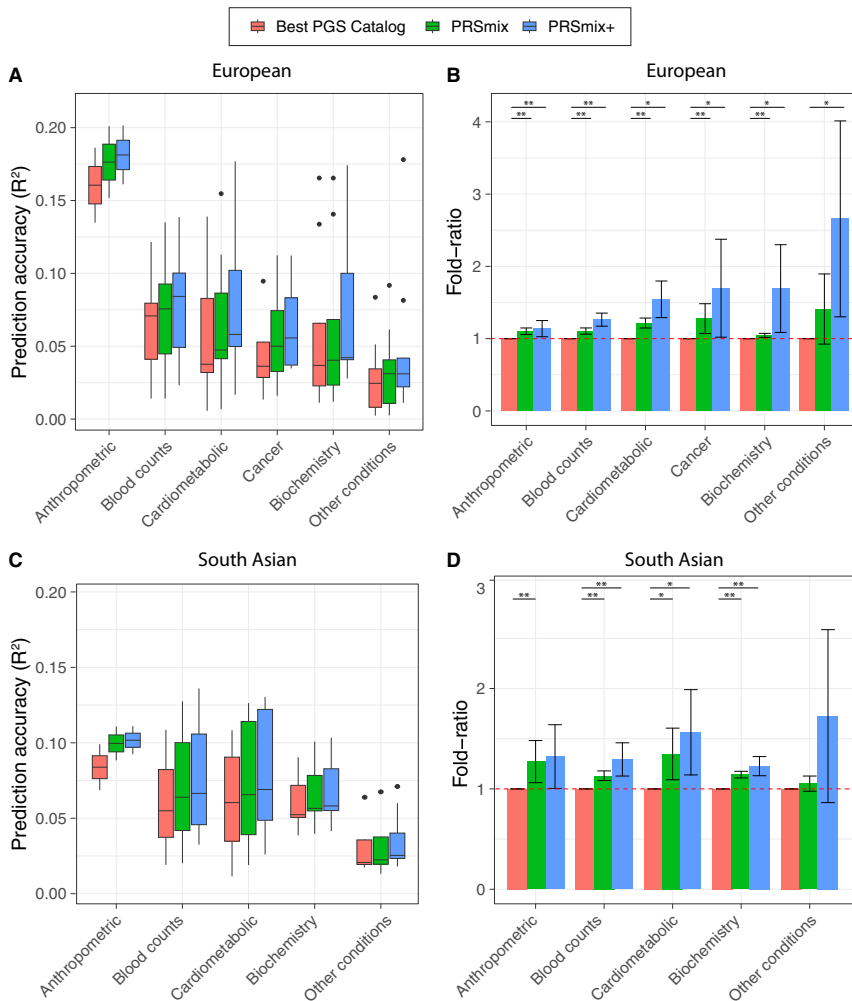 Best PGS Catalog PRSmix PRSmix+
A European
Prediction accuracy (R²)
0.20
0.15
0.10
0.05
0.00
Anthropometric
Blood counts
Cardiometabolic
Cancer
Biochemistry
Other conditions
B European
Fold−ratio
4
3
2
1
0
** ** * * * *
** ** ** ** **
Anthropometric
Blood counts
Cardiometabolic
Cancer
Biochemistry
Other conditions
C South Asian
Prediction accuracy (R²)
0.20
0.15
0.10
0.05
0.00
Anthropometric
Blood counts
Cardiometabolic
Biochemistry
Other conditions
D South Asian
Fold−ratio
3
2
1
0
** * **
** ** * **
Anthropometric
Blood counts
Cardiometabolic
Biochemistry
Other conditions